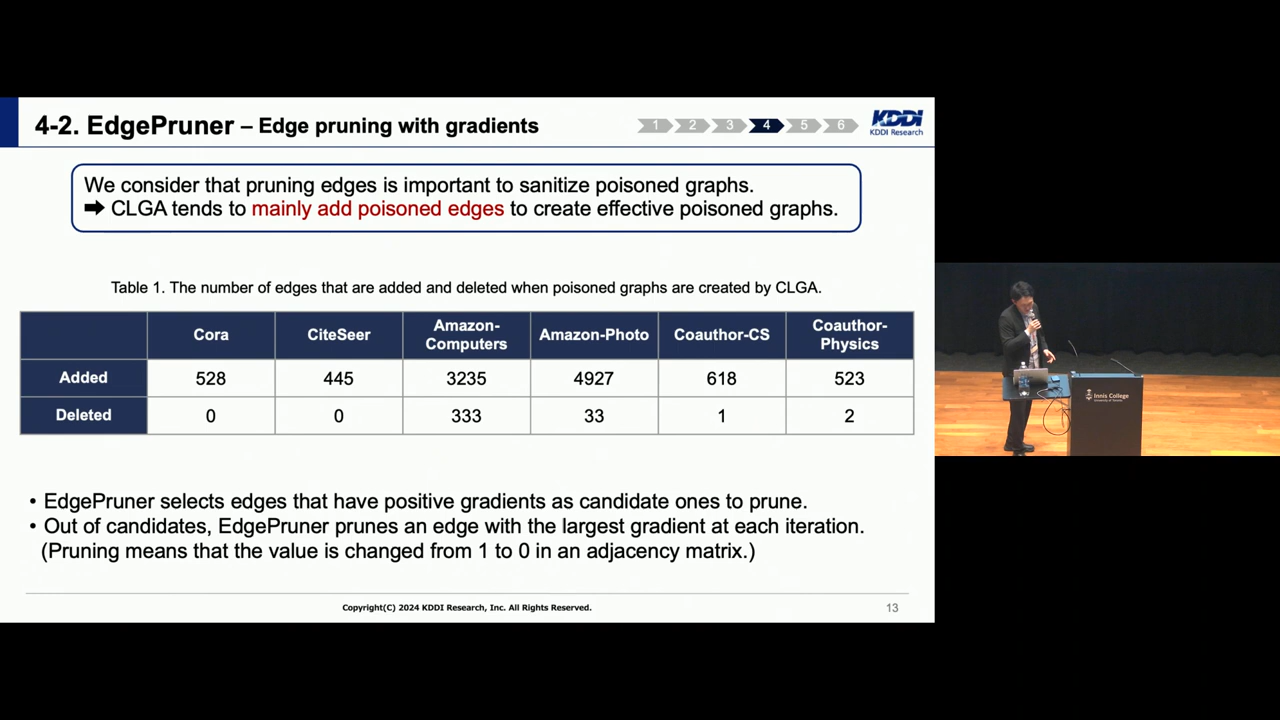 4-2. EdgePruner – Edge pruning with gradients
1 2 3 4 5 6
KDDI
KDDI Research
We consider that pruning edges is important to sanitize poisoned graphs.
➡ CLGA tends to mainly add poisoned edges to create effective poisoned graphs.
Table 1. The number of edges that are added and deleted when poisoned graphs are created by CLGA.
Cora CiteSeer Amazon-Computers Amazon-Photo Coauthor-CS Coauthor-Physics
Added 528 445 3235 4927 618 523
Deleted 0 0 333 33 1 2
• EdgePruner selects edges that have positive gradients as candidate ones to prune.
• Out of candidates, EdgePruner prunes an edge with the largest gradient at each iteration.
(Pruning means that the value is changed from 1 to 0 in an adjacency matrix.)
Copyright(C) 2024 KDDI Research, Inc. All Rights Reserved.
13
Innis College